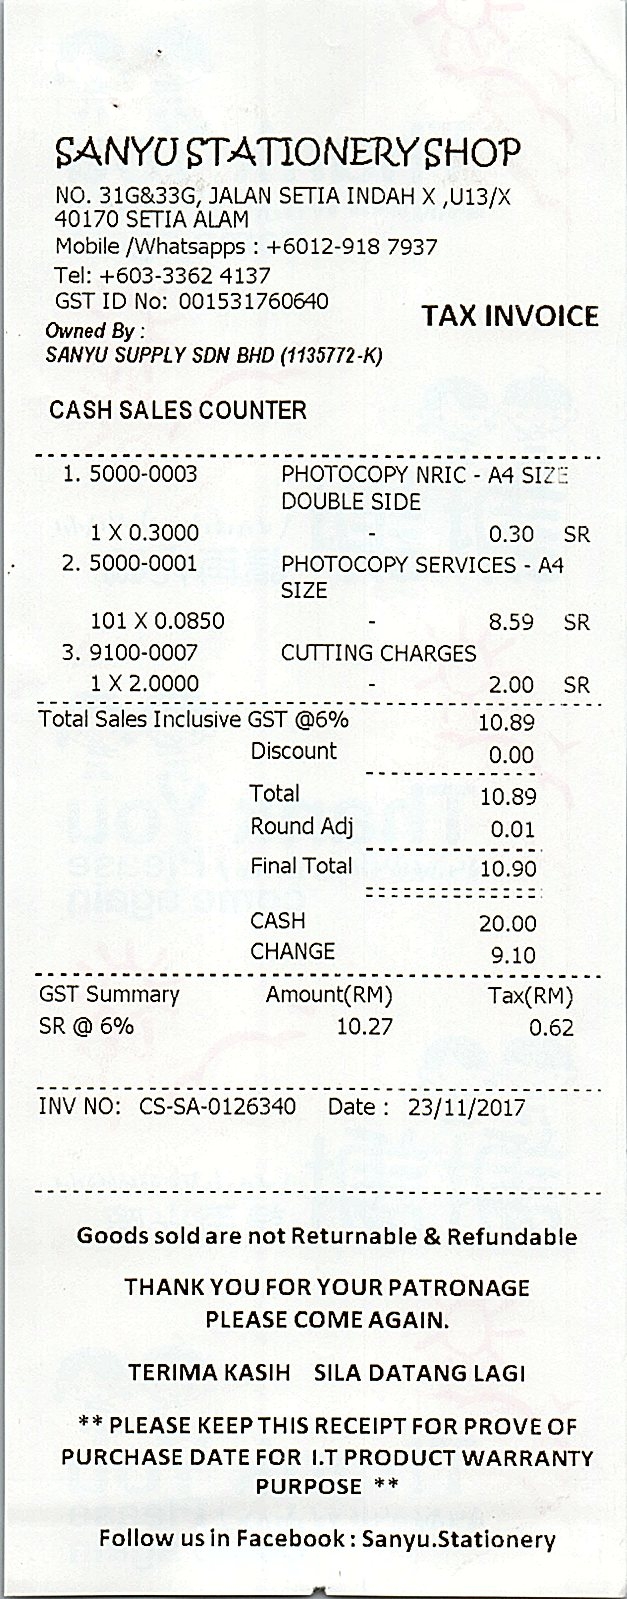 SANYU STATIONERY SHOP
NO. 31G&33G, JALAN SETIA INDAH X ,U13/X
40170 SETIA ALAM
Mobile /Whatsapps : +6012-918 7937
Tel: +603-3362 4137
GST ID No: 001531760640
TAX INVOICE
Owned By :
SANYU SUPPLY SDN BHD (1135772-K)
CASH SALES COUNTER
1. 5000-0003 PHOTOCOPY NRIC - A4 SIZE
DOUBLE SIDE
1 X 0.3000 - 0.30 SR
2. 5000-0001 PHOTOCOPY SERVICES - A4
SIZE
101 X 0.0850 - 8.59 SR
3. 9100-0007 CUTTING CHARGES
1 X 2.0000 - 2.00 SR
Total Sales Inclusive GST @6% 10.89
Discount 0.00
Total 10.89
Round Adj 0.01
Final Total 10.90
CASH 20.00
CHANGE 9.10
GST Summary Amount(RM) Tax(RM)
SR @ 6% 10.27 0.62
INV NO: CS-SA-0126340 Date : 23/11/2017
Goods sold are not Returnable & Refundable
THANK YOU FOR YOUR PATRONAGE
PLEASE COME AGAIN.
TERIMA KASIH SILA DATANG LAGI
** PLEASE KEEP THIS RECEIPT FOR PROVE OF
PURCHASE DATE FOR I.T PRODUCT WARRANTY
PURPOSE **
Follow us in Facebook : Sanyu.Stationery